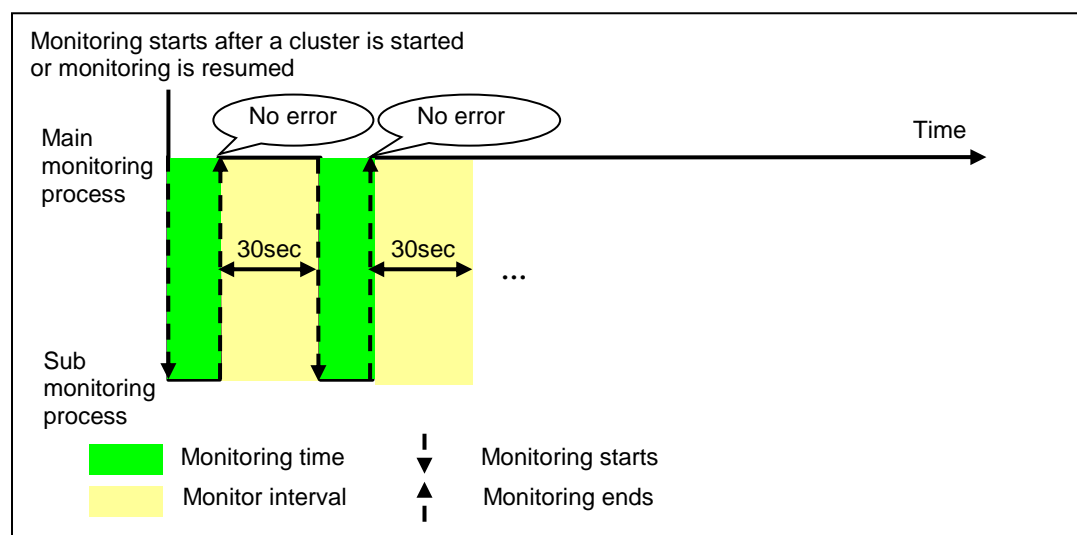 Monitoring starts after a cluster is started
or monitoring is resumed
No error
No error
Time
Main
monitoring
process
30sec
30sec
...
Sub
monitoring
process
Monitoring time
Monitoring starts
Monitor interval
Monitoring ends